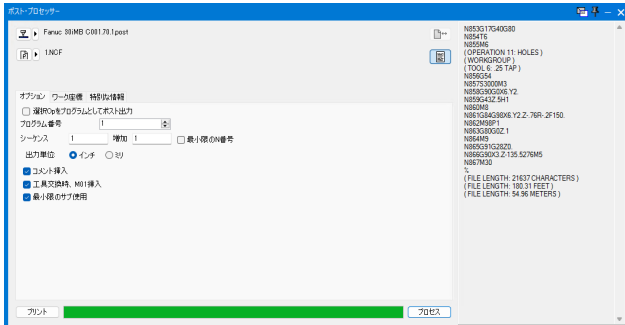 ポスト・プロセッサー
Fanuc 30iMB C001.70.1post
1.NCF
オプション ワーク座標 特別な情報
選択Opをプログラムとしてポスト出力
プログラム番号 1
シーケンス 1 増加 1 最小限のN番号
出力単位 インチ ミリ
コメント挿入
工具交換時、M01挿入
最小限のサブ使用
プリント プロセス
N853G17G40G80
N854T6
N855M6
( OPERATION 11: HOLES )
( WORKGROUP )
( TOOL 6: .25 TAP )
N856G54
N857S3000M3
N858G90G0X6.Y2.
N859G43Z.5H1
N860M8
N861G84G98X6.Y2.Z-.76R-.2F150.
N862M98P1
N863G80G0Z.1
N864M9
N865G91G28Z0.
N866G90X3.Z-135.5276M5
N867M30
%
( FILE LENGTH: 21637 CHARACTERS )
( FILE LENGTH: 180.31 FEET )
( FILE LENGTH: 54.96 METERS )